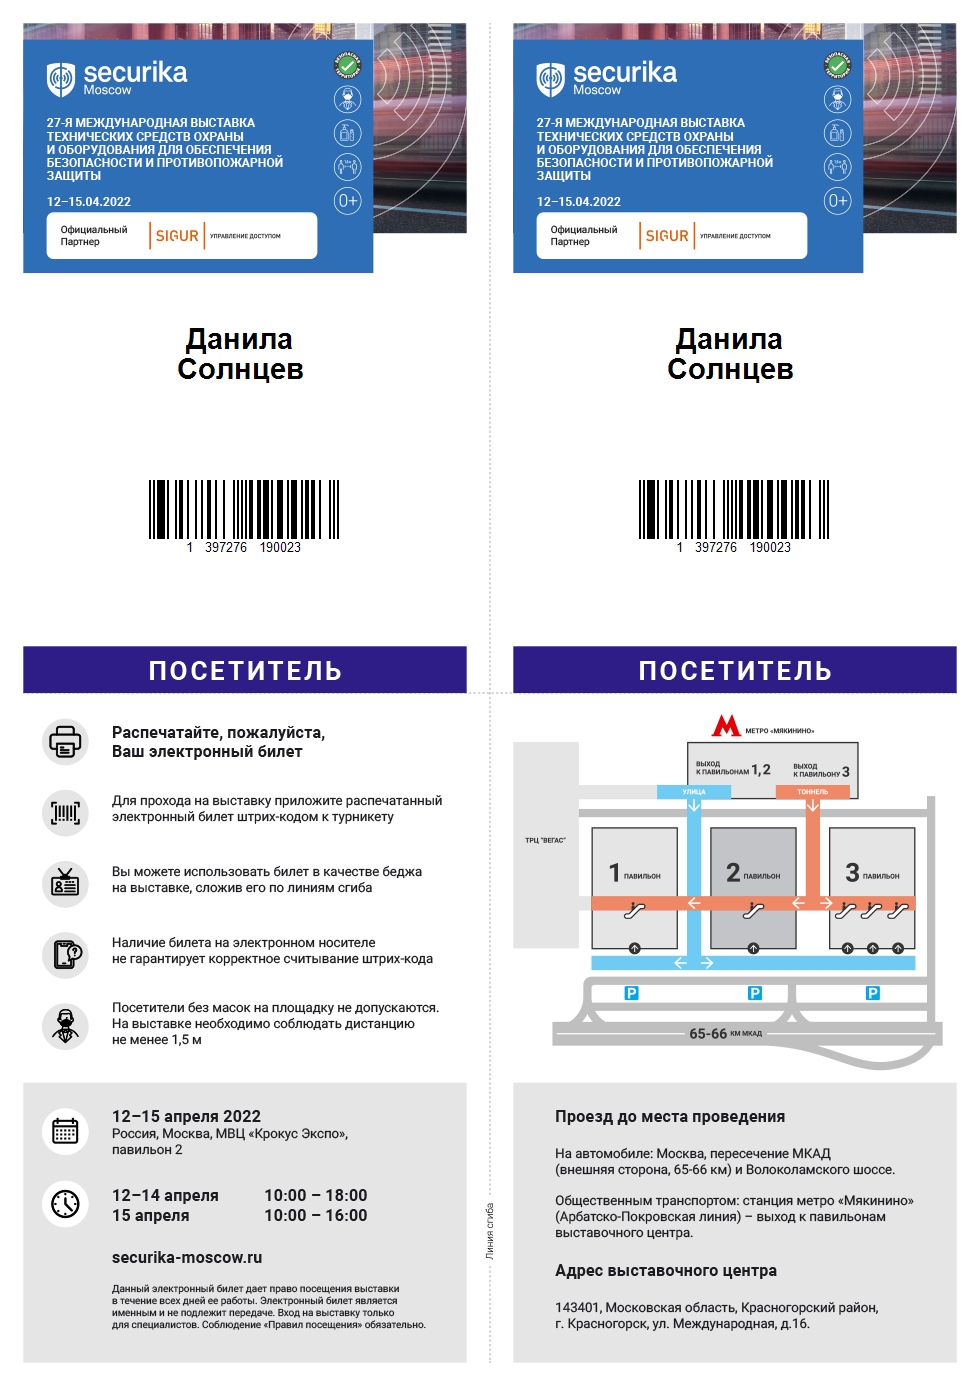 securika
Moscow
27-Я МЕЖДУНАРОДНАЯ ВЫСТАВКА
ТЕХНИЧЕСКИХ СРЕДСТВ ОХРАНЫ
И ОБОРУДОВАНИЯ ДЛЯ ОБЕСПЕЧЕНИЯ
БЕЗОПАСНОСТИ И ПРОТИВОПОЖАРНОЙ
ЗАЩИТЫ
12–15.04.2022
0+
Официальный
Партнер
SIGUR
УПРАВЛЕНИЕ ДОСТУПОМ
Данила
Солнцев
1 397276 190023
ПОСЕТИТЕЛЬ
securika
Moscow
27-Я МЕЖДУНАРОДНАЯ ВЫСТАВКА
ТЕХНИЧЕСКИХ СРЕДСТВ ОХРАНЫ
И ОБОРУДОВАНИЯ ДЛЯ ОБЕСПЕЧЕНИЯ
БЕЗОПАСНОСТИ И ПРОТИВОПОЖАРНОЙ
ЗАЩИТЫ
12–15.04.2022
0+
Официальный
Партнер
SIGUR
УПРАВЛЕНИЕ ДОСТУПОМ
Данила
Солнцев
1 397276 190023
ПОСЕТИТЕЛЬ
Распечатайте, пожалуйста,
Ваш электронный билет
Для прохода на выставку приложите распечатанный
электронный билет штрих-кодом к турникету
Вы можете использовать билет в качестве беджа
на выставке, сложив его по линиям сгиба
Наличие билета на электронном носителе
не гарантирует корректное считывание штрих-кода
Посетители без масок на площадку не допускаются.
На выставке необходимо соблюдать дистанцию
не менее 1,5 м
12–15 апреля 2022
Россия, Москва, МВЦ «Крокус Экспо»,
павильон 2
12–14 апреля 10:00 – 18:00
15 апреля 10:00 – 16:00
securika-moscow.ru
Данный электронный билет дает право посещения выставки
в течение всех дней ее работы. Электронный билет является
именным и не подлежит передаче. Вход на выставку только
для специалистов. Соблюдение «Правил посещения» обязательно.
Линия сгиба
М
МЕТРО «МЯКИНИНО»
ВЫХОД
К ПАВИЛЬОНАМ 1, 2
ВЫХОД
К ПАВИЛЬОНУ 3
УЛИЦА
ТОННЕЛЬ
ТРЦ "ВЕГАС"
1 ПАВИЛЬОН
2 ПАВИЛЬОН
3 ПАВИЛЬОН
P
P
P
65-66 КМ МКАД
Проезд до места проведения
На автомобиле: Москва, пересечение МКАД
(внешняя сторона, 65-66 км) и Волоколамского шоссе.
Общественным транспортом: станция метро «Мякинино»
(Арбатско-Покровская линия) – выход к павильонам
выставочного центра.
Адрес выставочного центра
143401, Московская область, Красногорский район,
г. Красногорск, ул. Международная, д.16.